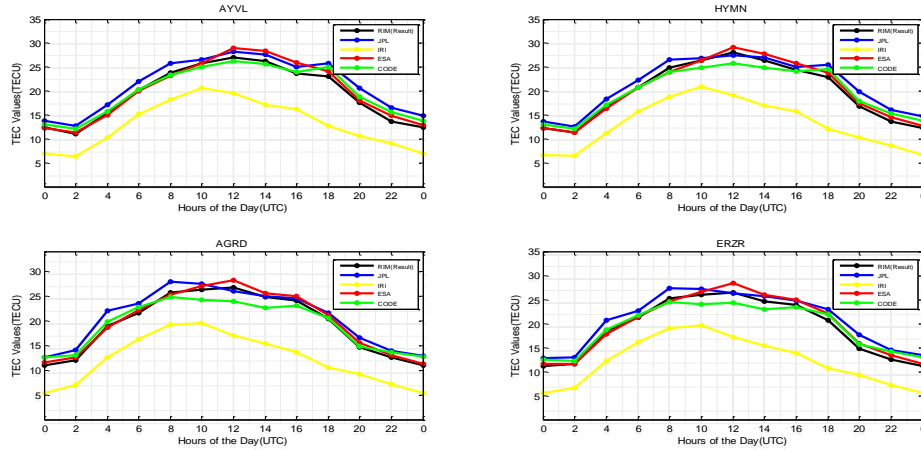 AYVL
TEC Values(TECU)
35
30
25
20
15
10
5
0 2 4 6 8 10 12 14 16 18 20 22 0
Hours of the Day(UTC)
RIM(Result)
JPL
IRI
ESA
CODE
HYMN
TEC Values(TECU)
35
30
25
20
15
10
5
0 2 4 6 8 10 12 14 16 18 20 22 0
Hours of the Day(UTC)
RIM(Result)
JPL
IRI
ESA
CODE
AGRD
TEC Values(TECU)
30
25
20
15
10
5
0 2 4 6 8 10 12 14 16 18 20 22 0
Hours of the Day(UTC)
RIM(Result)
JPL
IRI
ESA
CODE
ERZR
TEC Values(TECU)
35
30
25
20
15
10
5
0 2 4 6 8 10 12 14 16 18 20 22 0
Hours of the Day(UTC)
RIM(Result)
JPL
IRI
ESA
CODE